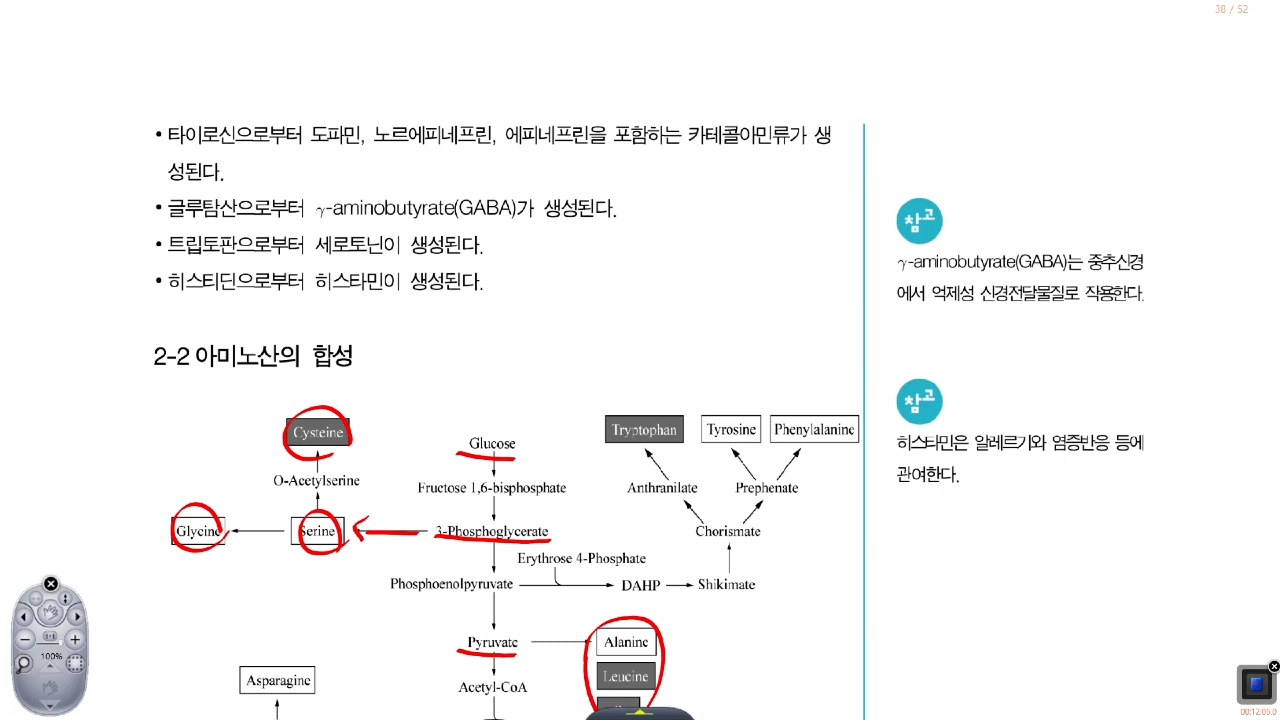 38 / 52
• 타이로신으로부터 도파민, 노르에피네프린, 에피네프린을 포함하는 카테콜아민류가 생
성된다.
• 글루탐산으로부터 γ-aminobutyrate(GABA)가 생성된다.
• 트립토판으로부터 세로토닌이 생성된다.
• 히스티딘으로부터 히스타민이 생성된다.
참고
γ-aminobutyrate(GABA)는 중추신경
에서 억제성 신경전달물질로 작용한다.
2-2 아미노산의 합성
참고
히스타민은 알레르기와 염증반응 등에
관여한다.
Cysteine
Glucose
Tryptophan
Tyrosine
Phenylalanine
O-Acetylserine
Fructose 1,6-bisphosphate
Anthranilate
Prephenate
Glycine
Serine
3-Phosphoglycerate
Chorismate
Erythrose 4-Phosphate
Phosphoenolpyruvate
DAHP
Shikimate
Pyruvate
Alanine
Leucine
Asparagine
Acetyl-CoA
100%
00:12:05.0